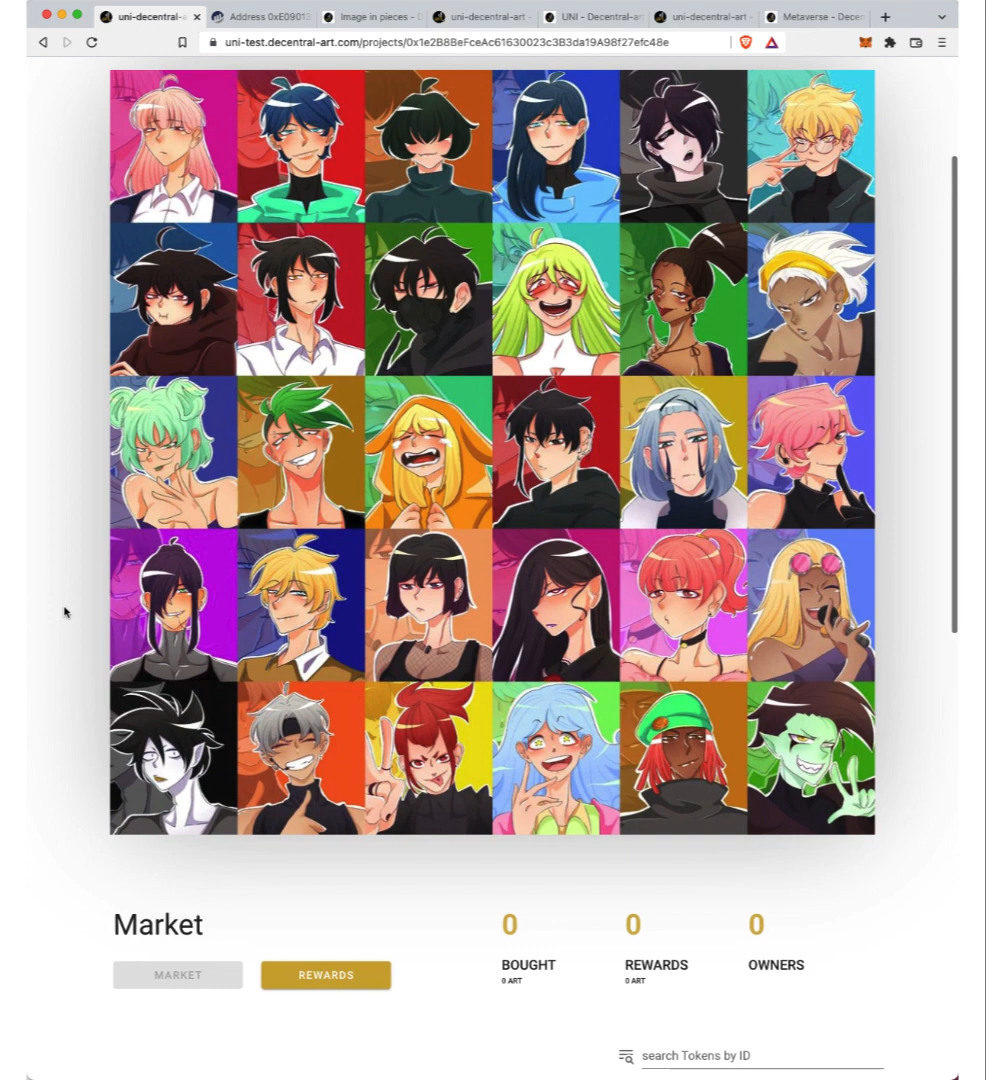 uni-decentral-a
Address 0xE0901
Image in pieces - D
uni-decentral-art -
UNI - Decentral-ar
uni-decentral-art -
Metaverse - Decen
uni-test.decentral-art.com/projects/0x1e2B8BeFceAc61630023c3B3da19A98f27efc48e
Market
0 0 0
MARKET REWARDS
BOUGHT REWARDS OWNERS
0 ART 0 ART
search Tokens by ID